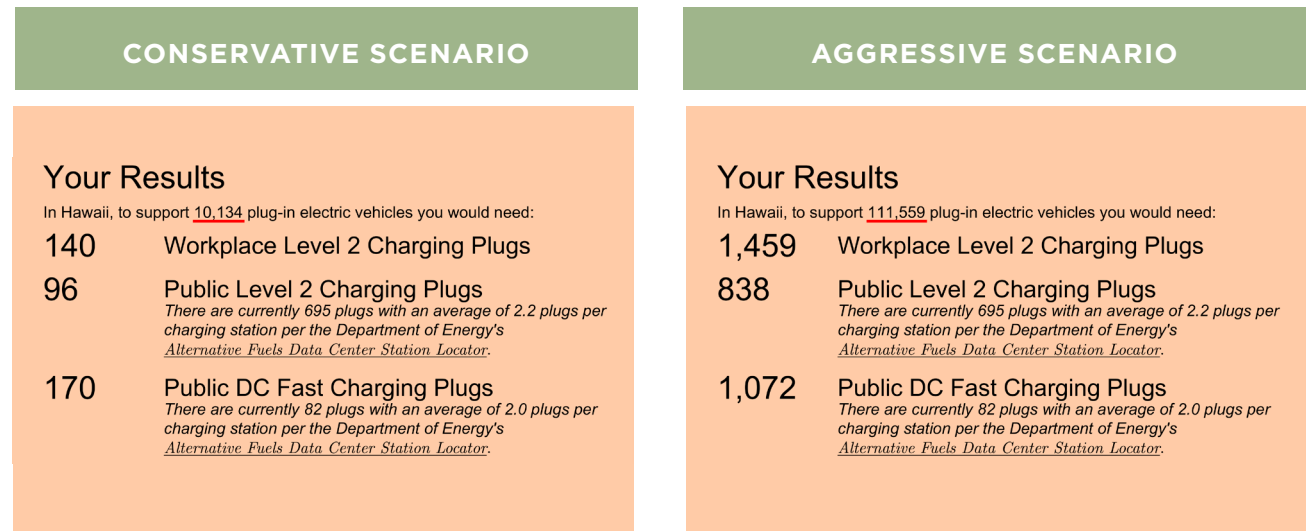 CONSERVATIVE SCENARIO
Your Results
In Hawaii, to support 10,134 plug-in electric vehicles you would need:
140 Workplace Level 2 Charging Plugs
96 Public Level 2 Charging Plugs
There are currently 695 plugs with an average of 2.2 plugs per
charging station per the Department of Energy's
Alternative Fuels Data Center Station Locator.
170 Public DC Fast Charging Plugs
There are currently 82 plugs with an average of 2.0 plugs per
charging station per the Department of Energy's
Alternative Fuels Data Center Station Locator.
AGGRESSIVE SCENARIO
Your Results
In Hawaii, to support 111,559 plug-in electric vehicles you would need:
1,459 Workplace Level 2 Charging Plugs
838 Public Level 2 Charging Plugs
There are currently 695 plugs with an average of 2.2 plugs per
charging station per the Department of Energy's
Alternative Fuels Data Center Station Locator.
1,072 Public DC Fast Charging Plugs
There are currently 82 plugs with an average of 2.0 plugs per
charging station per the Department of Energy's
Alternative Fuels Data Center Station Locator.